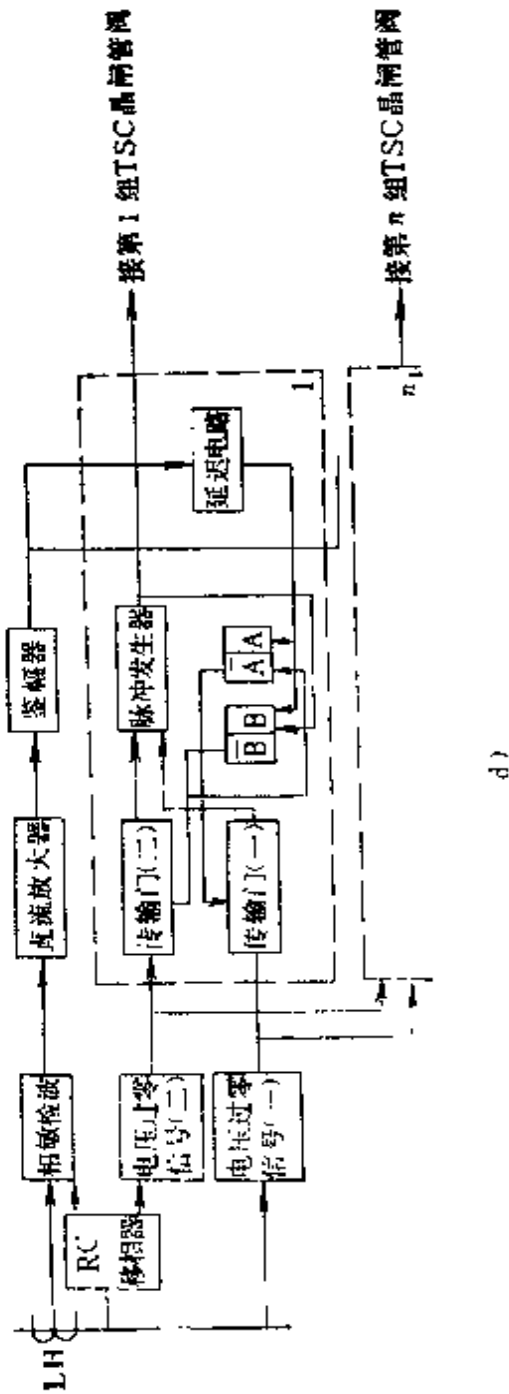 LH
相敏检波
直流放大器
鉴幅器
RC
移相器
电压过零
信号(二)
传输门(二)
脉冲发生器
接第 1 组TSC晶闸管阀
延迟电路
B̄ B
Ā A
电压过零
信号(一)
传输门(一)
1
n
接第 n 组TSC晶闸管阀
d)